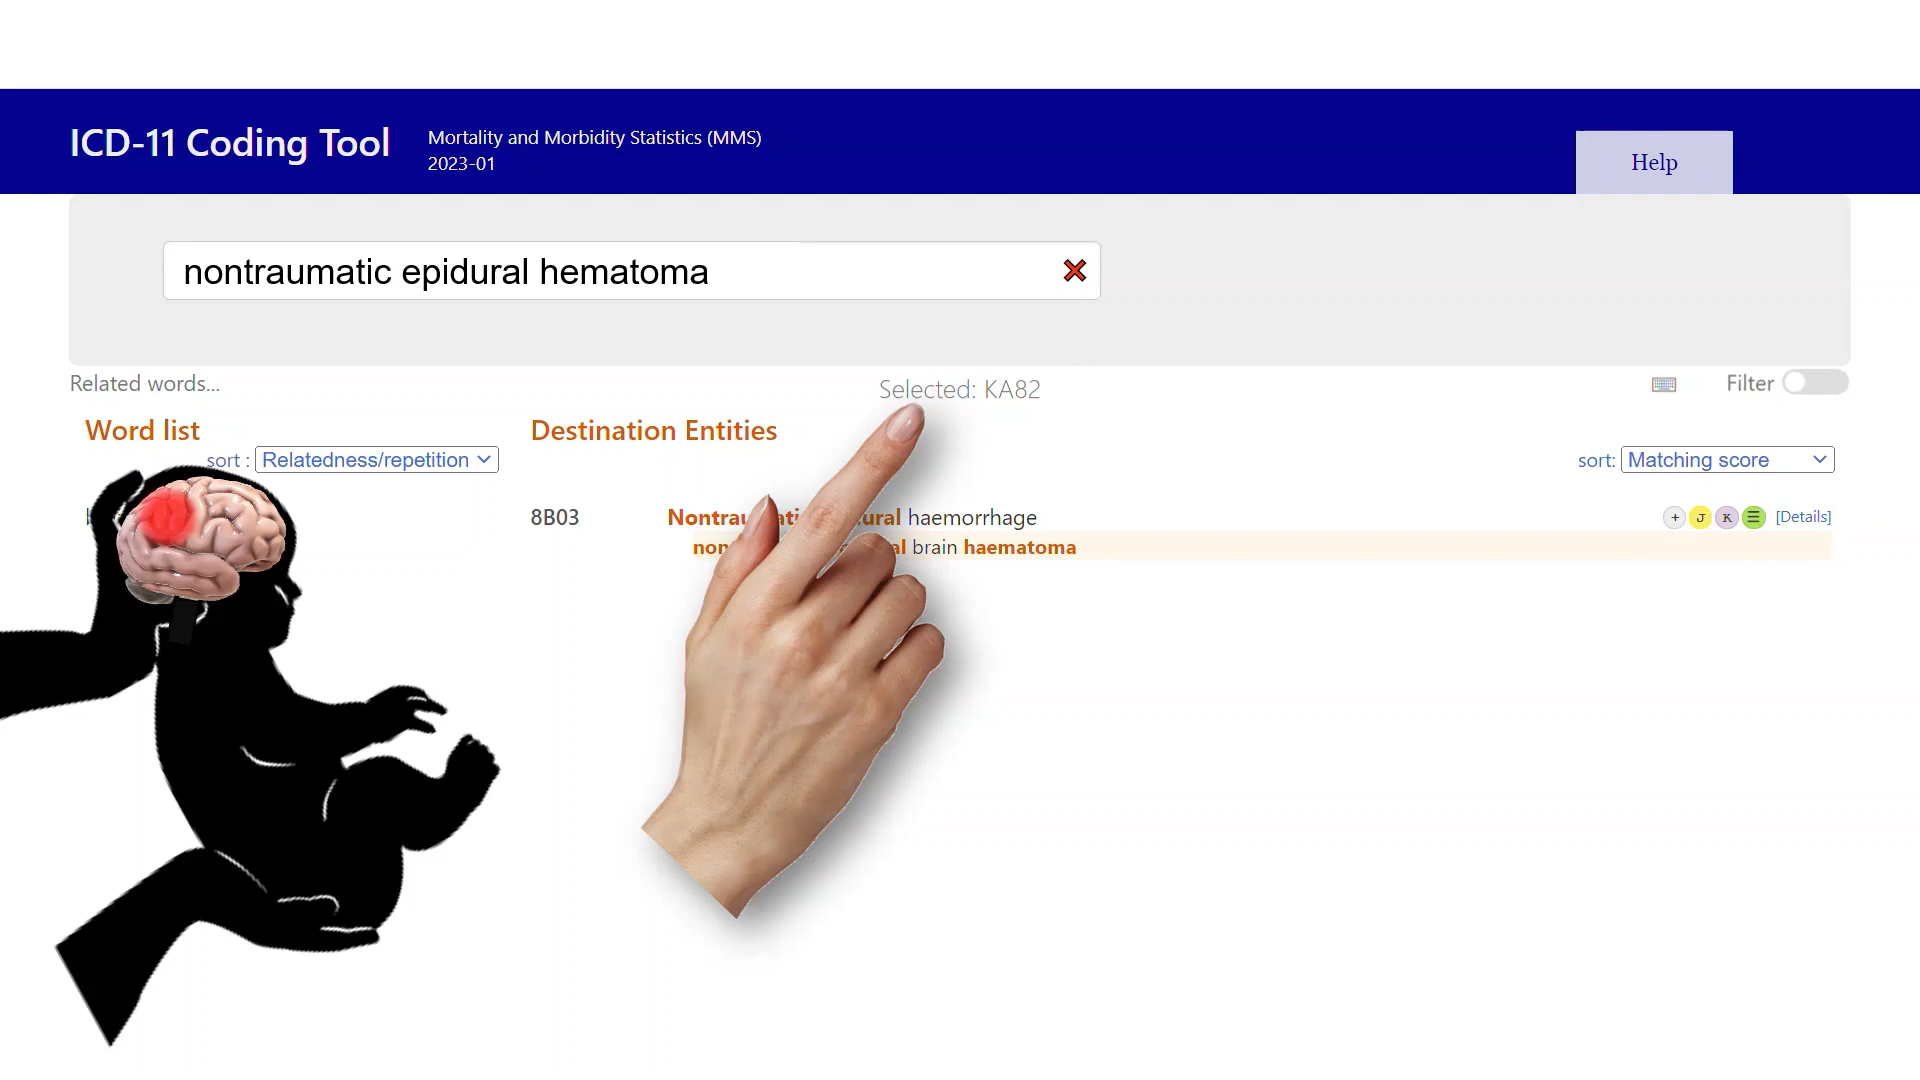 ICD-11 Coding Tool
Mortality and Morbidity Statistics (MMS)
2023-01
Help
nontraumatic epidural hematoma
Related words...
Selected: KA82
Filter
Word list
Destination Entities
sort :
Relatedness/repetition
sort:
Matching score
8B03
haemorrhage
+
J
K
[Details]
brain haematoma